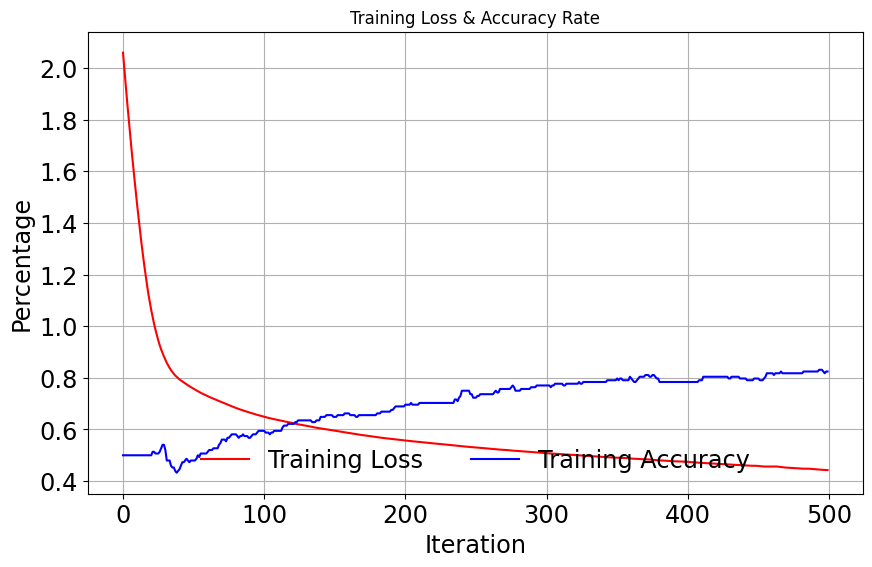 Training Loss & Accuracy Rate
2.0
1.8
1.6
1.4
1.2
1.0
0.8
0.6
0.4
Percentage
Training Loss Training Accuracy
0 100 200 300 400 500
Iteration